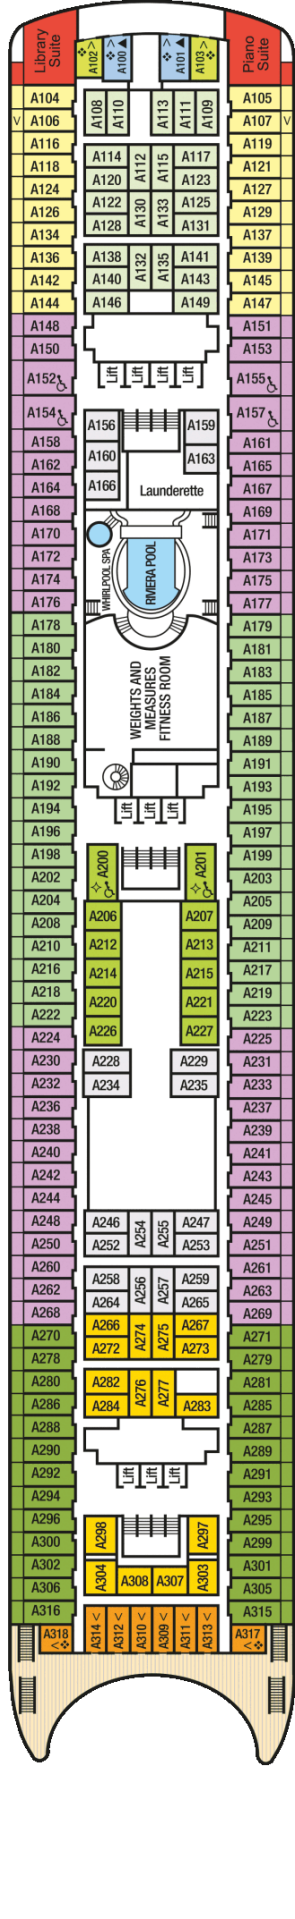 Library
Suite
A102 >
A100
A101
A103 >
Piano
Suite
A104
A108
A110
A113
A111
A109
A105
V
A106
A107
V
A116
A119
A118
A114
A112
A115
A117
A121
A124
A120
A123
A127
A126
A122
A130
A133
A125
A129
A134
A128
A131
A137
A136
A138
A132
A135
A141
A139
A142
A140
A143
A145
A144
A146
A149
A147
A148
A151
A150
A153
A152
Lift
Lift
Lift
Lift
A155
A154
A157
A158
A156
A159
A161
A162
A160
A163
A165
A164
A166
Launderette
A167
A168
A169
A170
A171
A172
WHIRLPOOL SPA
RIVIERA POOL
A173
A174
A175
A176
A177
A178
A179
A180
A181
A182
WEIGHTS AND
MEASURES
FITNESS ROOM
A183
A184
A185
A186
A187
A188
A189
A190
A191
A192
A193
A194
Lift
Lift
Lift
A195
A196
A197
A198
A200
A201
A199
A202
A203
A204
A205
A208
A206
A207
A209
A210
A212
A213
A211
A216
A214
A215
A217
A218
A220
A221
A219
A222
A223
A224
A226
A227
A225
A230
A228
A229
A231
A232
A234
A235
A233
A236
A237
A238
A239
A240
A241
A242
A243
A244
A245
A248
A246
A254
A255
A247
A249
A250
A252
A253
A251
A260
A258
A256
A257
A259
A261
A262
A264
A265
A263
A268
A266
A274
A275
A267
A269
A270
A272
A273
A271
A278
A279
A280
A282
A276
A277
A281
A286
A284
A283
A285
A288
A287
A290
A289
A292
Lift
Lift
Lift
A291
A294
A293
A296
A298
A297
A295
A300
A299
A302
A304
A308
A307
A303
A301
A306
A305
A316
A315
A318
<
A314 <
A312 <
A310 <
A309 <
A311 <
A313 <
A317
<